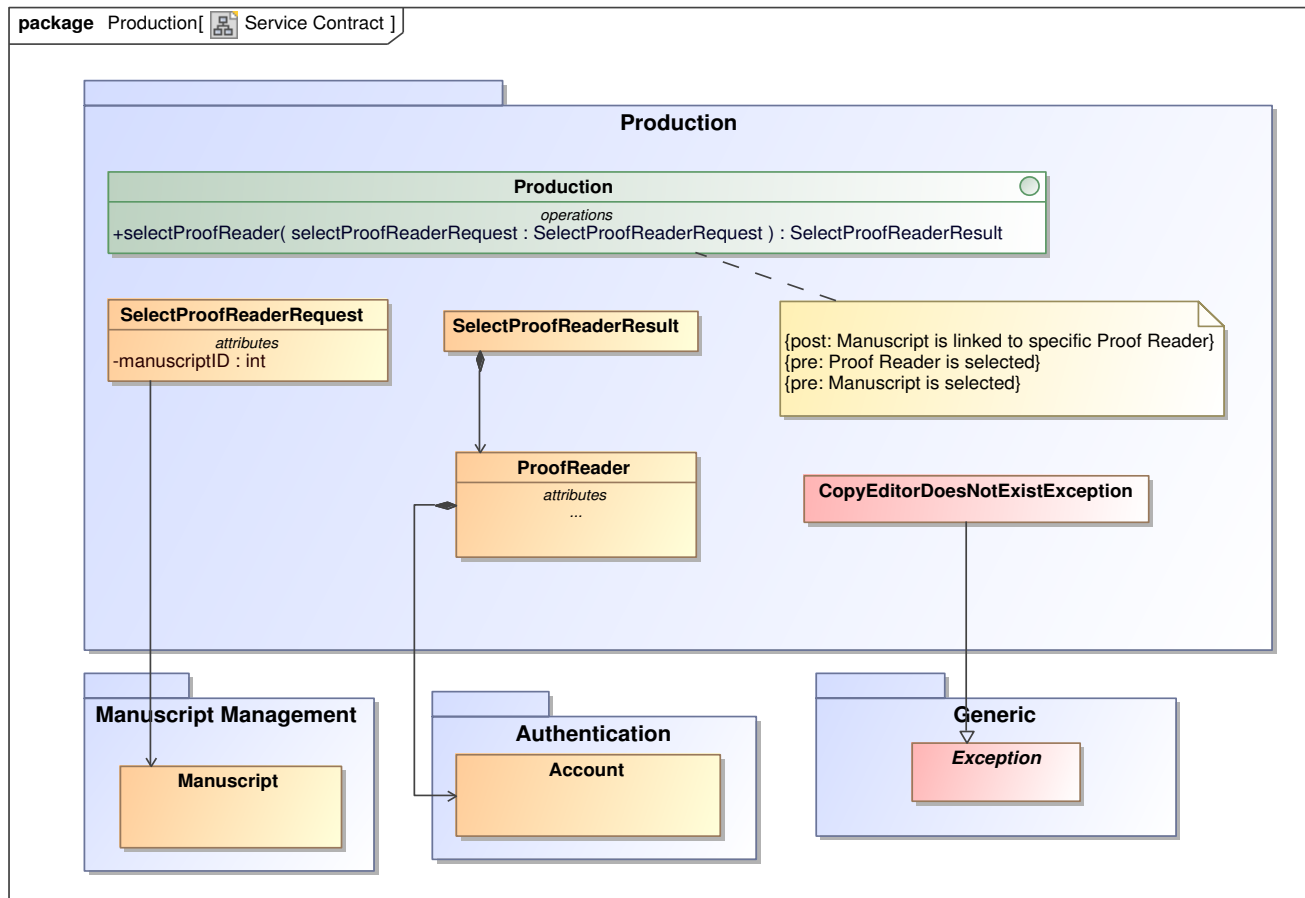 package Production[ Service Contract ]
Production
Production
operations
+selectProofReader( selectProofReaderRequest : SelectProofReaderRequest ) : SelectProofReaderResult
SelectProofReaderRequest
attributes
-manuscriptID : int
SelectProofReaderResult
{post: Manuscript is linked to specific Proof Reader}
{pre: Proof Reader is selected}
{pre: Manuscript is selected}
ProofReader
attributes
...
CopyEditorDoesNotExistException
Manuscript Management
Manuscript
Authentication
Account
Generic
Exception